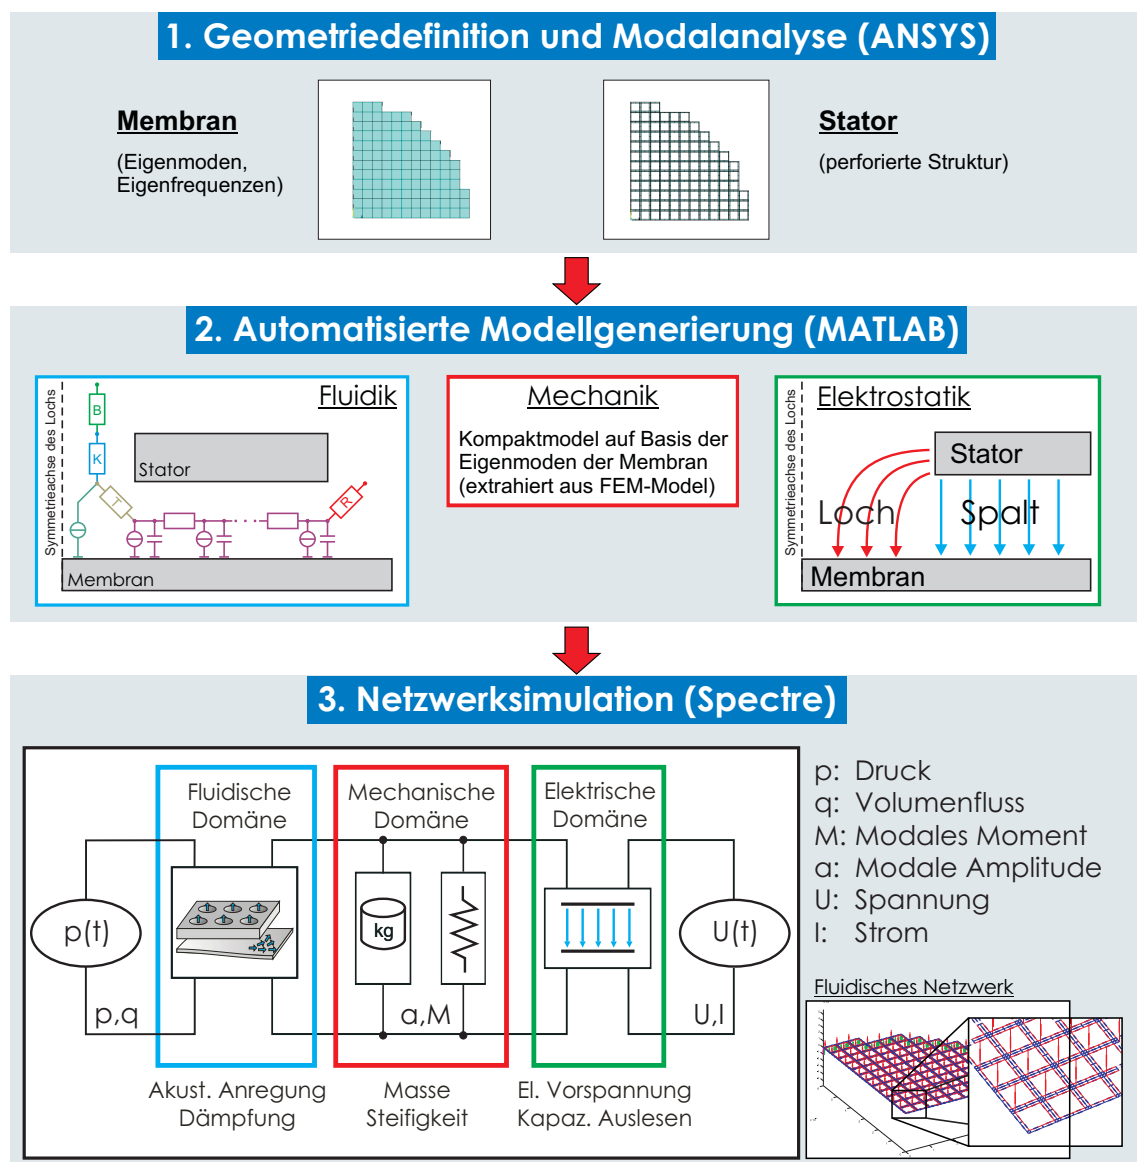 1. Geometriedefinition und Modalanalyse (ANSYS)
Membran
(Eigenmoden,
Eigenfrequenzen)
Stator
(perforierte Struktur)
2. Automatisierte Modellgenerierung (MATLAB)
Symmetrieachse des Lochs
Fluidik
B
K
T
R
Stator
Membran
Mechanik
Kompaktmodel auf Basis der
Eigenmoden der Membran
(extrahiert aus FEM-Model)
Symmetrieachse des Lochs
Elektrostatik
Stator
Loch
Spalt
Membran
3. Netzwerksimulation (Spectre)
Fluidische
Domäne
Mechanische
Domäne
Elektrische
Domäne
p(t)
kg
U(t)
p,q
a,M
U,I
Akust. Anregung
Dämpfung
Masse
Steifigkeit
El. Vorspannung
Kapaz. Auslesen
p: Druck
q: Volumenfluss
M: Modales Moment
a: Modale Amplitude
U: Spannung
I: Strom
Fluidisches Netzwerk